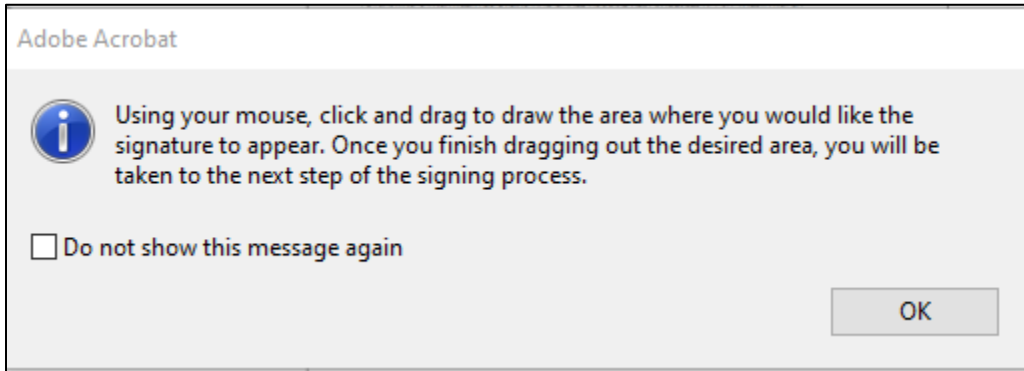 Adobe Acrobat
Using your mouse, click and drag to draw the area where you would like the
signature to appear. Once you finish dragging out the desired area, you will be
taken to the next step of the signing process.
Do not show this message again
OK